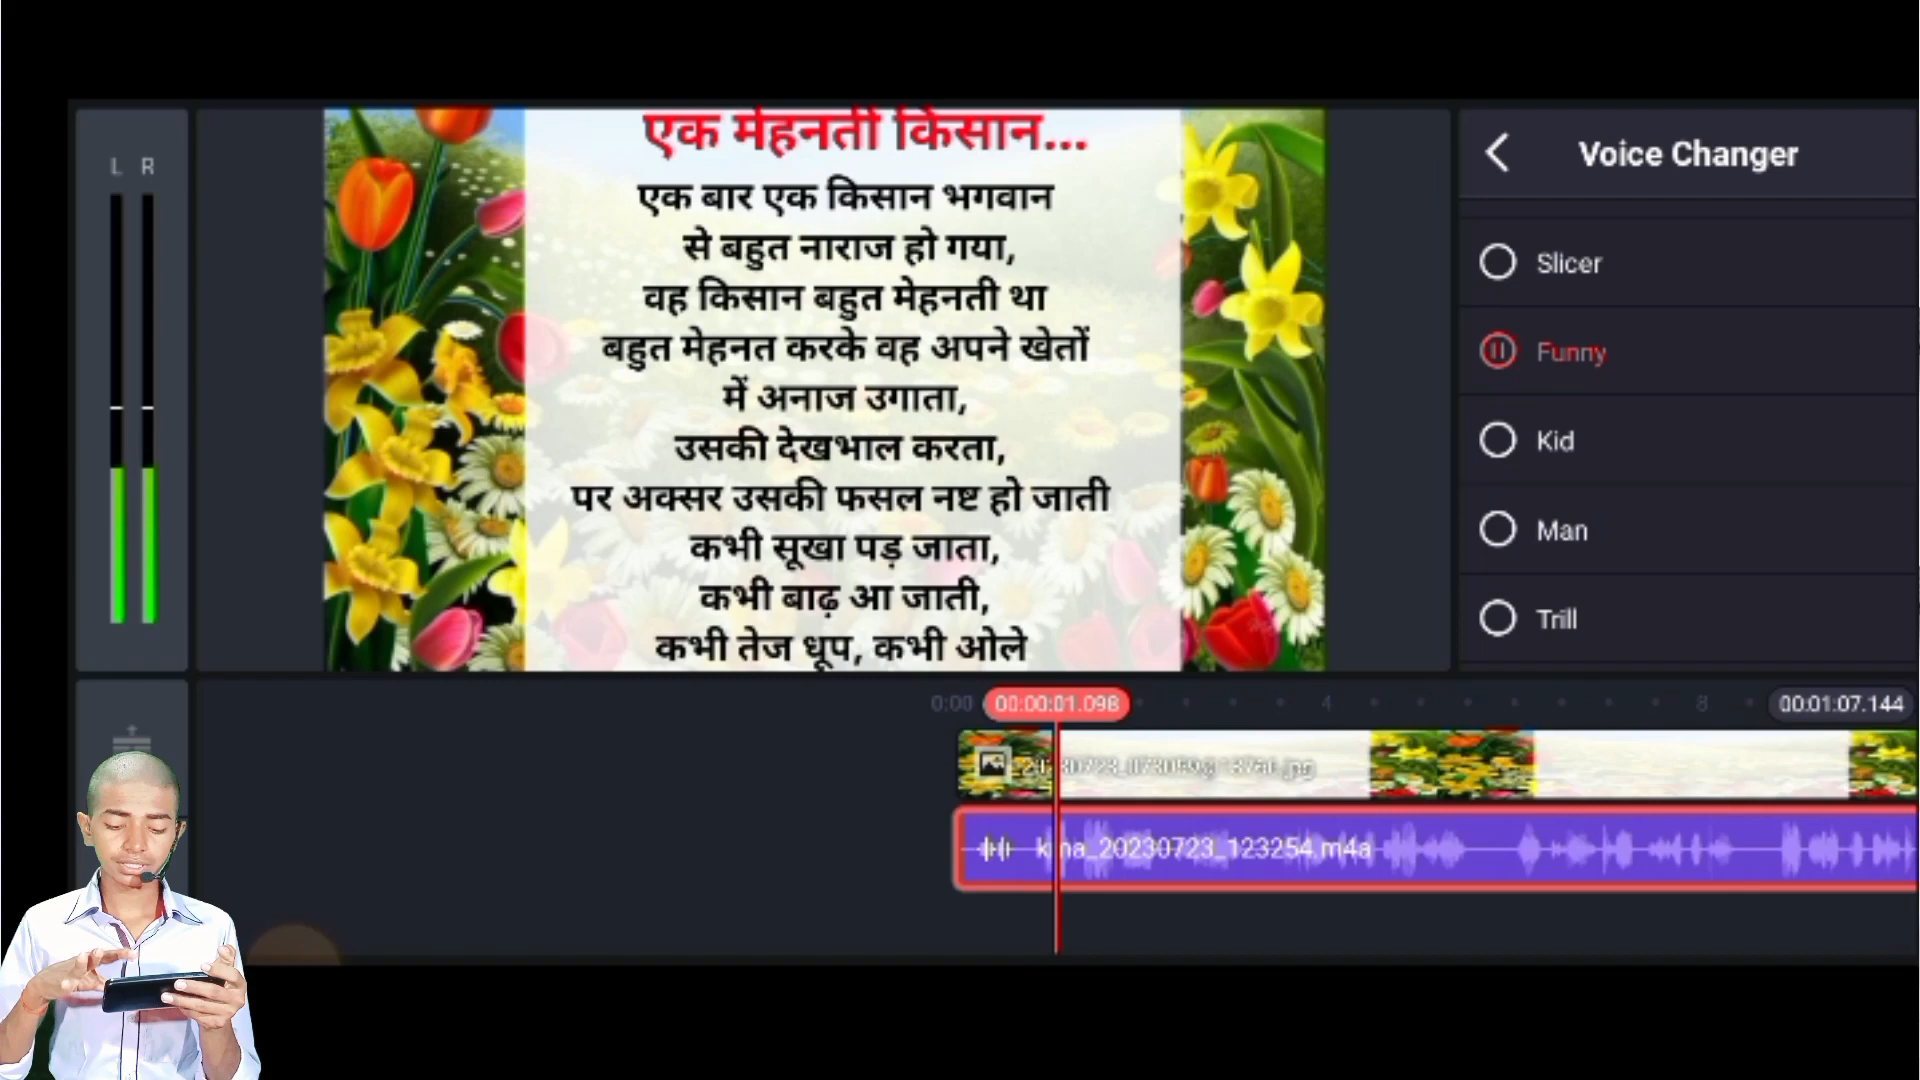 L R
एक मेहनती किसान...
एक बार एक किसान भगवान
से बहुत नाराज हो गया,
वह किसान बहुत मेहनती था
बहुत मेहनत करके वह अपने खेतों
में अनाज उगाता,
उसकी देखभाल करता,
पर अक्सर उसकी फसल नष्ट हो जाती
कभी सूखा पड़ जाता,
कभी बाढ़ आ जाती,
कभी तेज धूप, कभी ओले
Voice Changer
Slicer
Funny
Kid
Man
Trill
0:00 00:00:01.098 4 8 00:01:07.144
20230723_123254.m4a